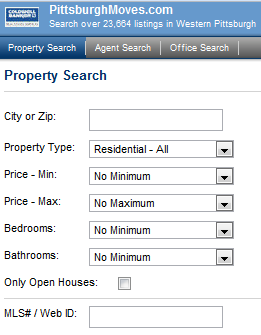 COLDWELL
BANKER
PittsburghMoves.com
Search over 23,664 listings in Western Pittsburgh
Property Search
Agent Search
Office Search
Property Search
City or Zip:
Property Type: Residential - All
Price - Min: No Minimum
Price - Max: No Maximum
Bedrooms: No Minimum
Bathrooms: No Minimum
Only Open Houses:
MLS# / Web ID: